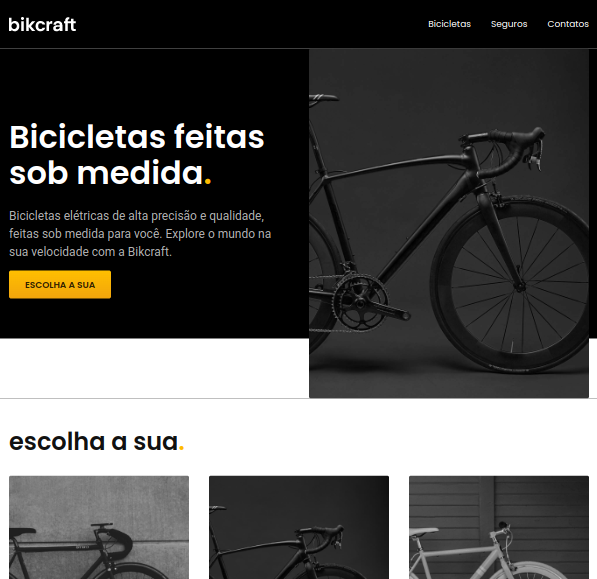 bikcraft
Bicicletas Seguros Contatos
Bicicletas feitas
sob medida.
Bicicletas elétricas de alta precisão e qualidade,
feitas sob medida para você. Explore o mundo na
sua velocidade com a Bikcraft.
ESCOLHA A SUA
escolha a sua.